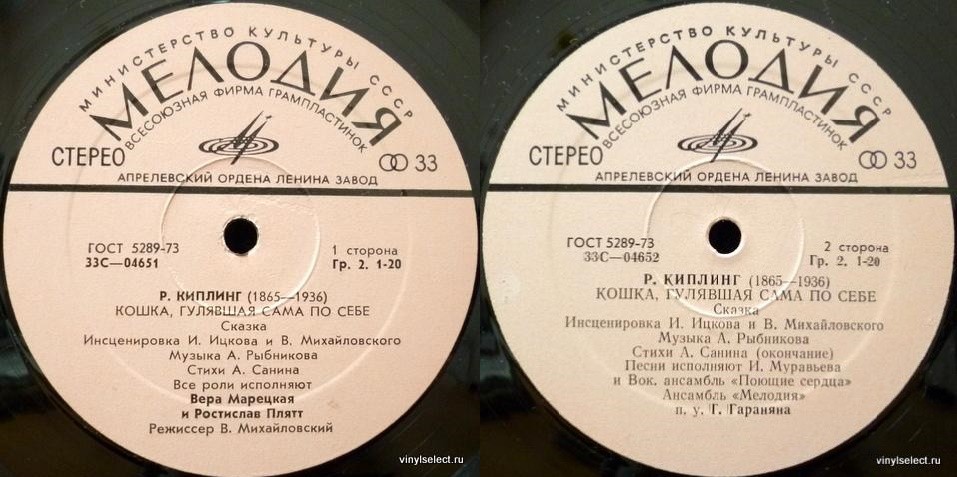 МИНИСТЕРСТВО КУЛЬТУРЫ СССР
МЕЛОДИЯ
ВСЕСОЮЗНАЯ ФИРМА ГРАМПЛАСТИНОК
СТЕРЕО
33
АПРЕЛЕВСКИЙ ОРДЕНА ЛЕНИНА ЗАВОД
ГОСТ 5289-73
33С—04651
1 сторона
Гр. 2. 1-20
Р. КИПЛИНГ (1865—1936)
КОШКА, ГУЛЯВШАЯ САМА ПО СЕБЕ
Сказка
Инсценировка И. Ицкова и В. Михайловского
Музыка А. Рыбникова
Стихи А. Санина
Все роли исполняют
Вера Марецкая
и Ростислав Плятт
Режиссер В. Михайловский
vinylselect.ru
МИНИСТЕРСТВО КУЛЬТУРЫ СССР
МЕЛОДИЯ
ВСЕСОЮЗНАЯ ФИРМА ГРАМПЛАСТИНОК
СТЕРЕО
33
АПРЕЛЕВСКИЙ ОРДЕНА ЛЕНИНА ЗАВОД
ГОСТ 5289-73
33С—04652
2 сторона
Гр. 2. 1-20
Р. КИПЛИНГ (1865—1936)
КОШКА, ГУЛЯВШАЯ САМА ПО СЕБЕ
Сказка
Инсценировка И. Ицкова и В. Михайловского
Музыка А. Рыбникова
Стихи А. Санина (окончание)
Песни исполняют И. Муравьева
и Вок. ансамбль «Поющие сердца»
Ансамбль «Мелодия»
п. у. Г. Гараняна
vinylselect.ru